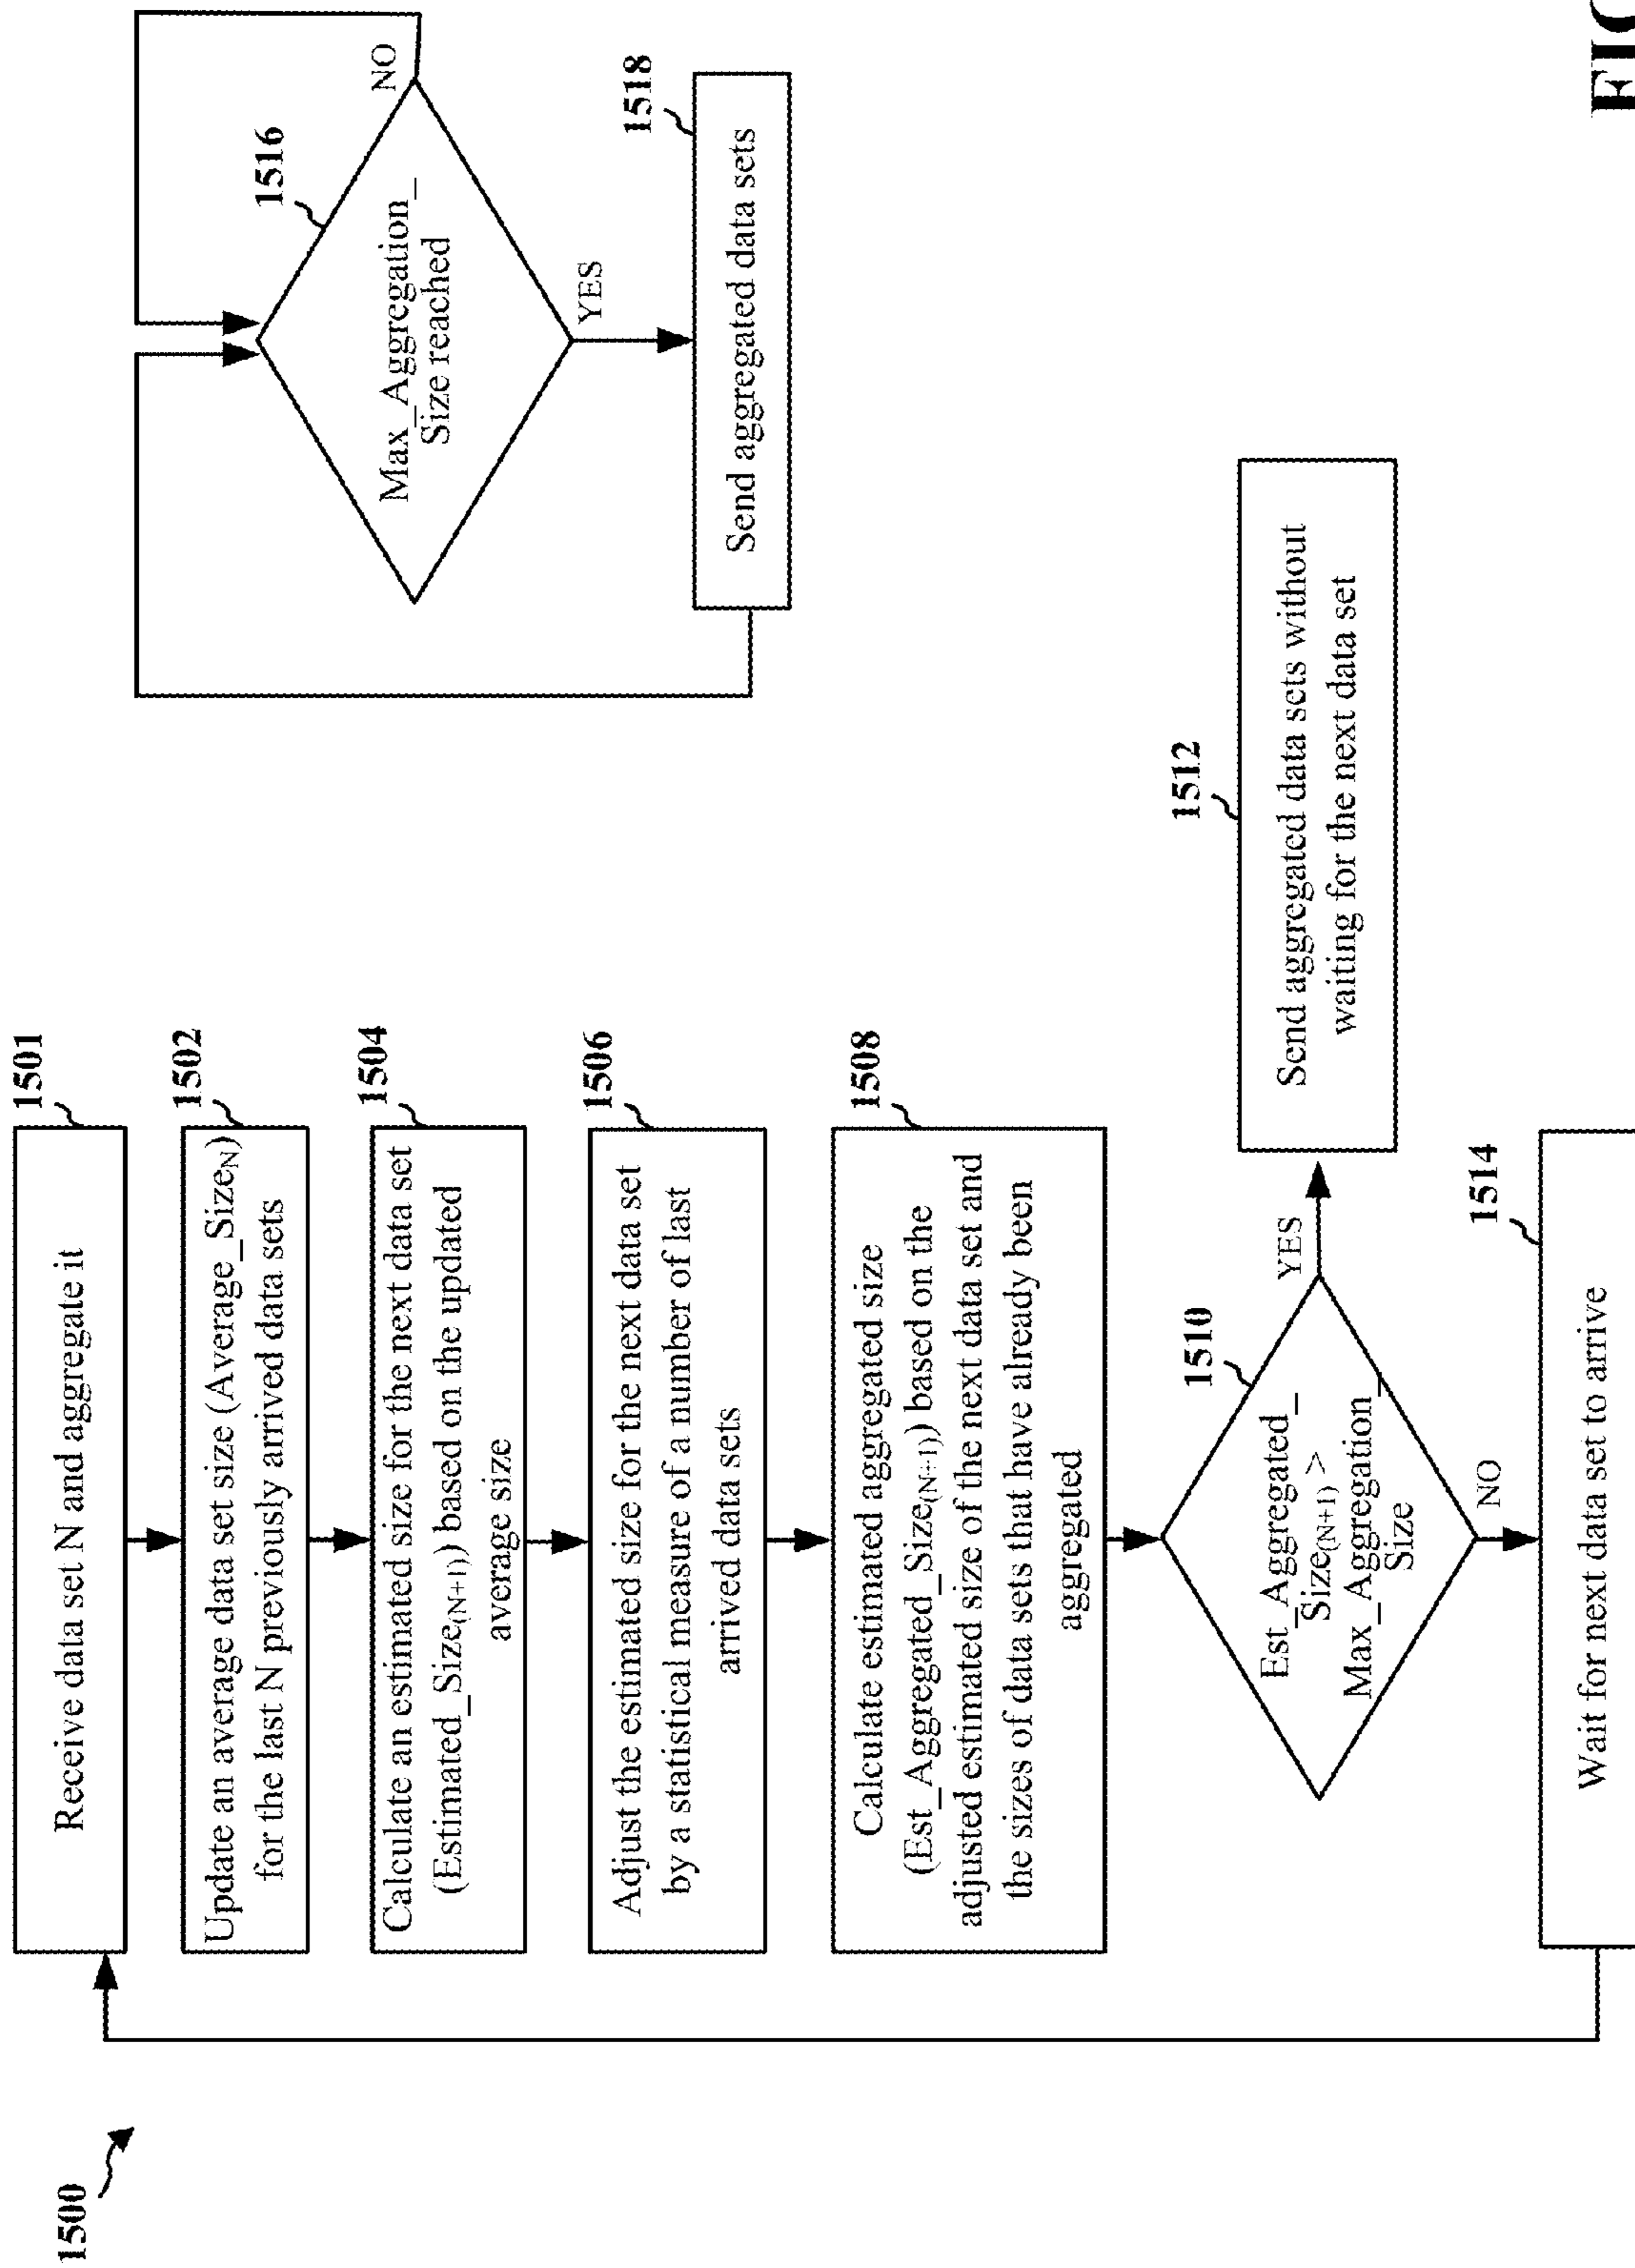 1500
1501
Receive data set N and aggregate it
1502
Update an average data set size (Average_SizeN)
for the last N previously arrived data sets
1504
Calculate an estimated size for the next data set
(Estimated_Size(N+1)) based on the updated
average size
1506
Adjust the estimated size for the next data set
by a statistical measure of a number of last
arrived data sets
1508
Calculate estimated aggregated size
(Est_Aggregated_Size(N+1)) based on the
adjusted estimated size of the next data set and
the sizes of data sets that have already been
aggregated
1510
Est_Aggregated_
Size(N+1) >
Max_Aggregation_
Size
YES
NO
1512
Send aggregated data sets without
waiting for the next data set
1514
Wait for next data set to arrive
1516
Max_Aggregation_
Size reached
NO
YES
1518
Send aggregated data sets